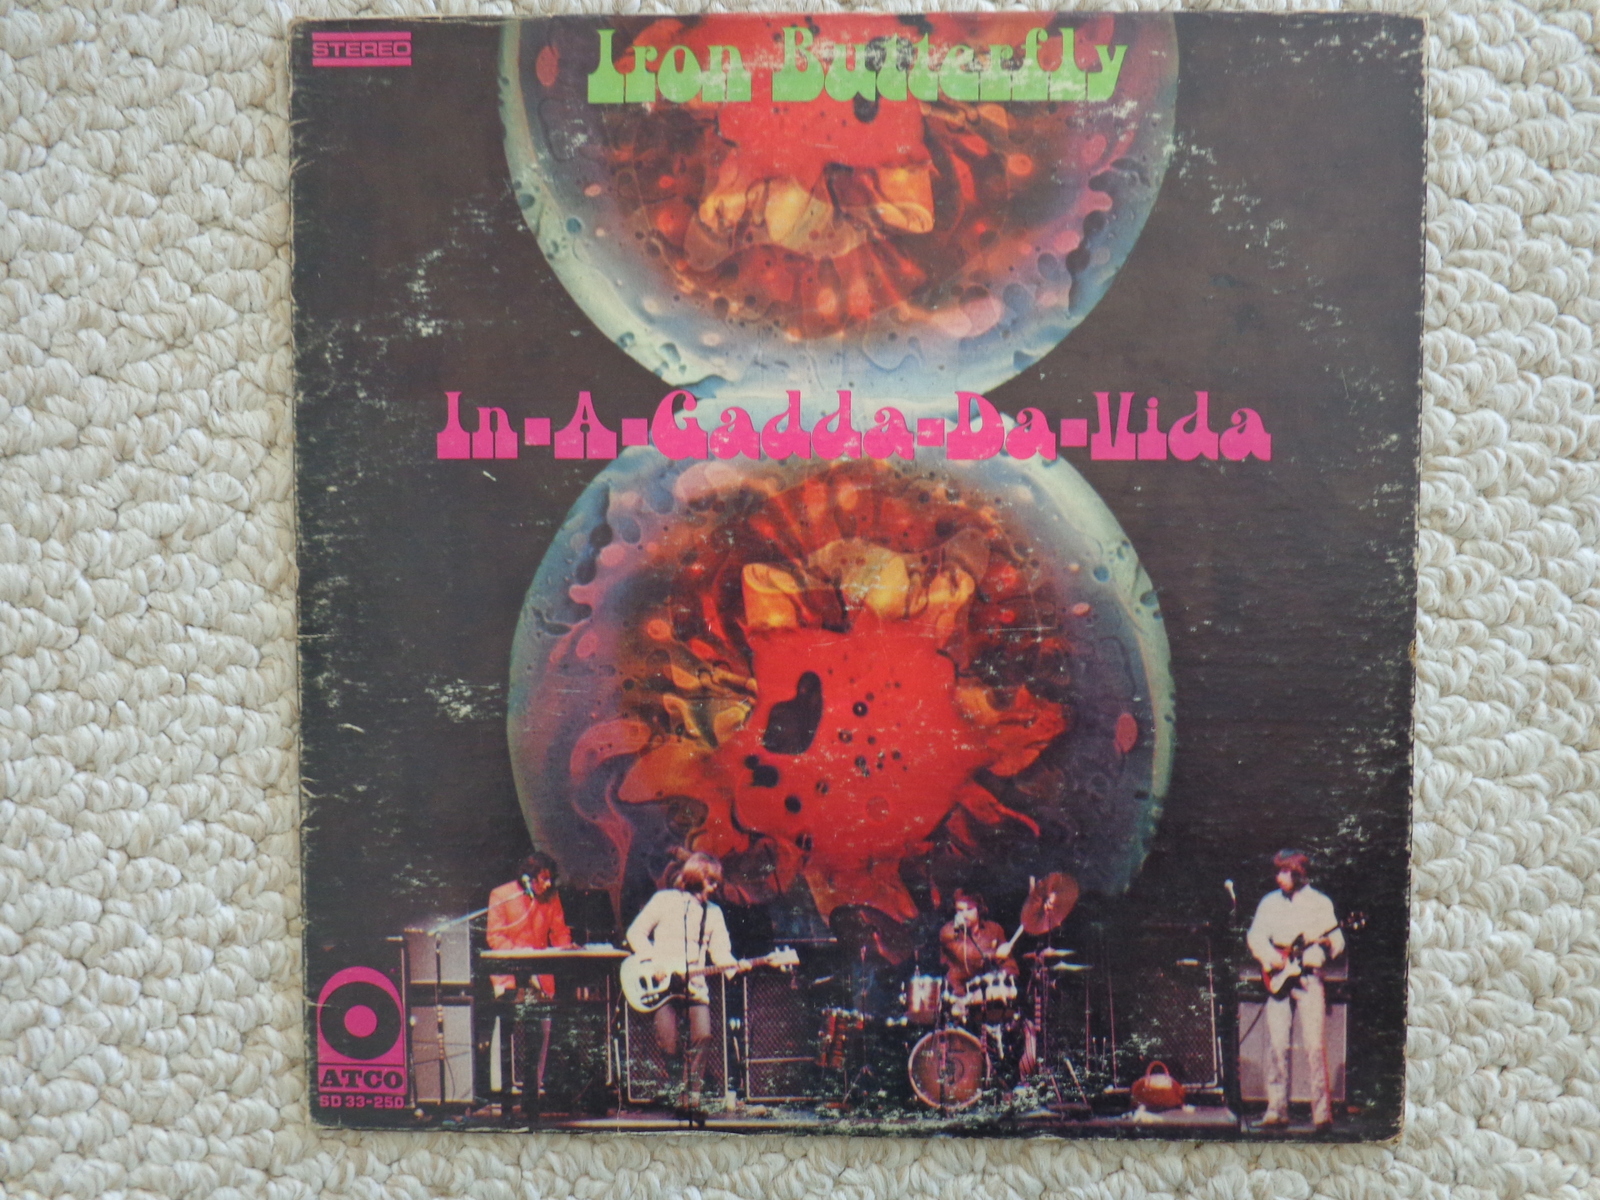 STEREO
Iron Butterfly
In-A-Gadda-Da-Vida
ATCO
SD 33-250